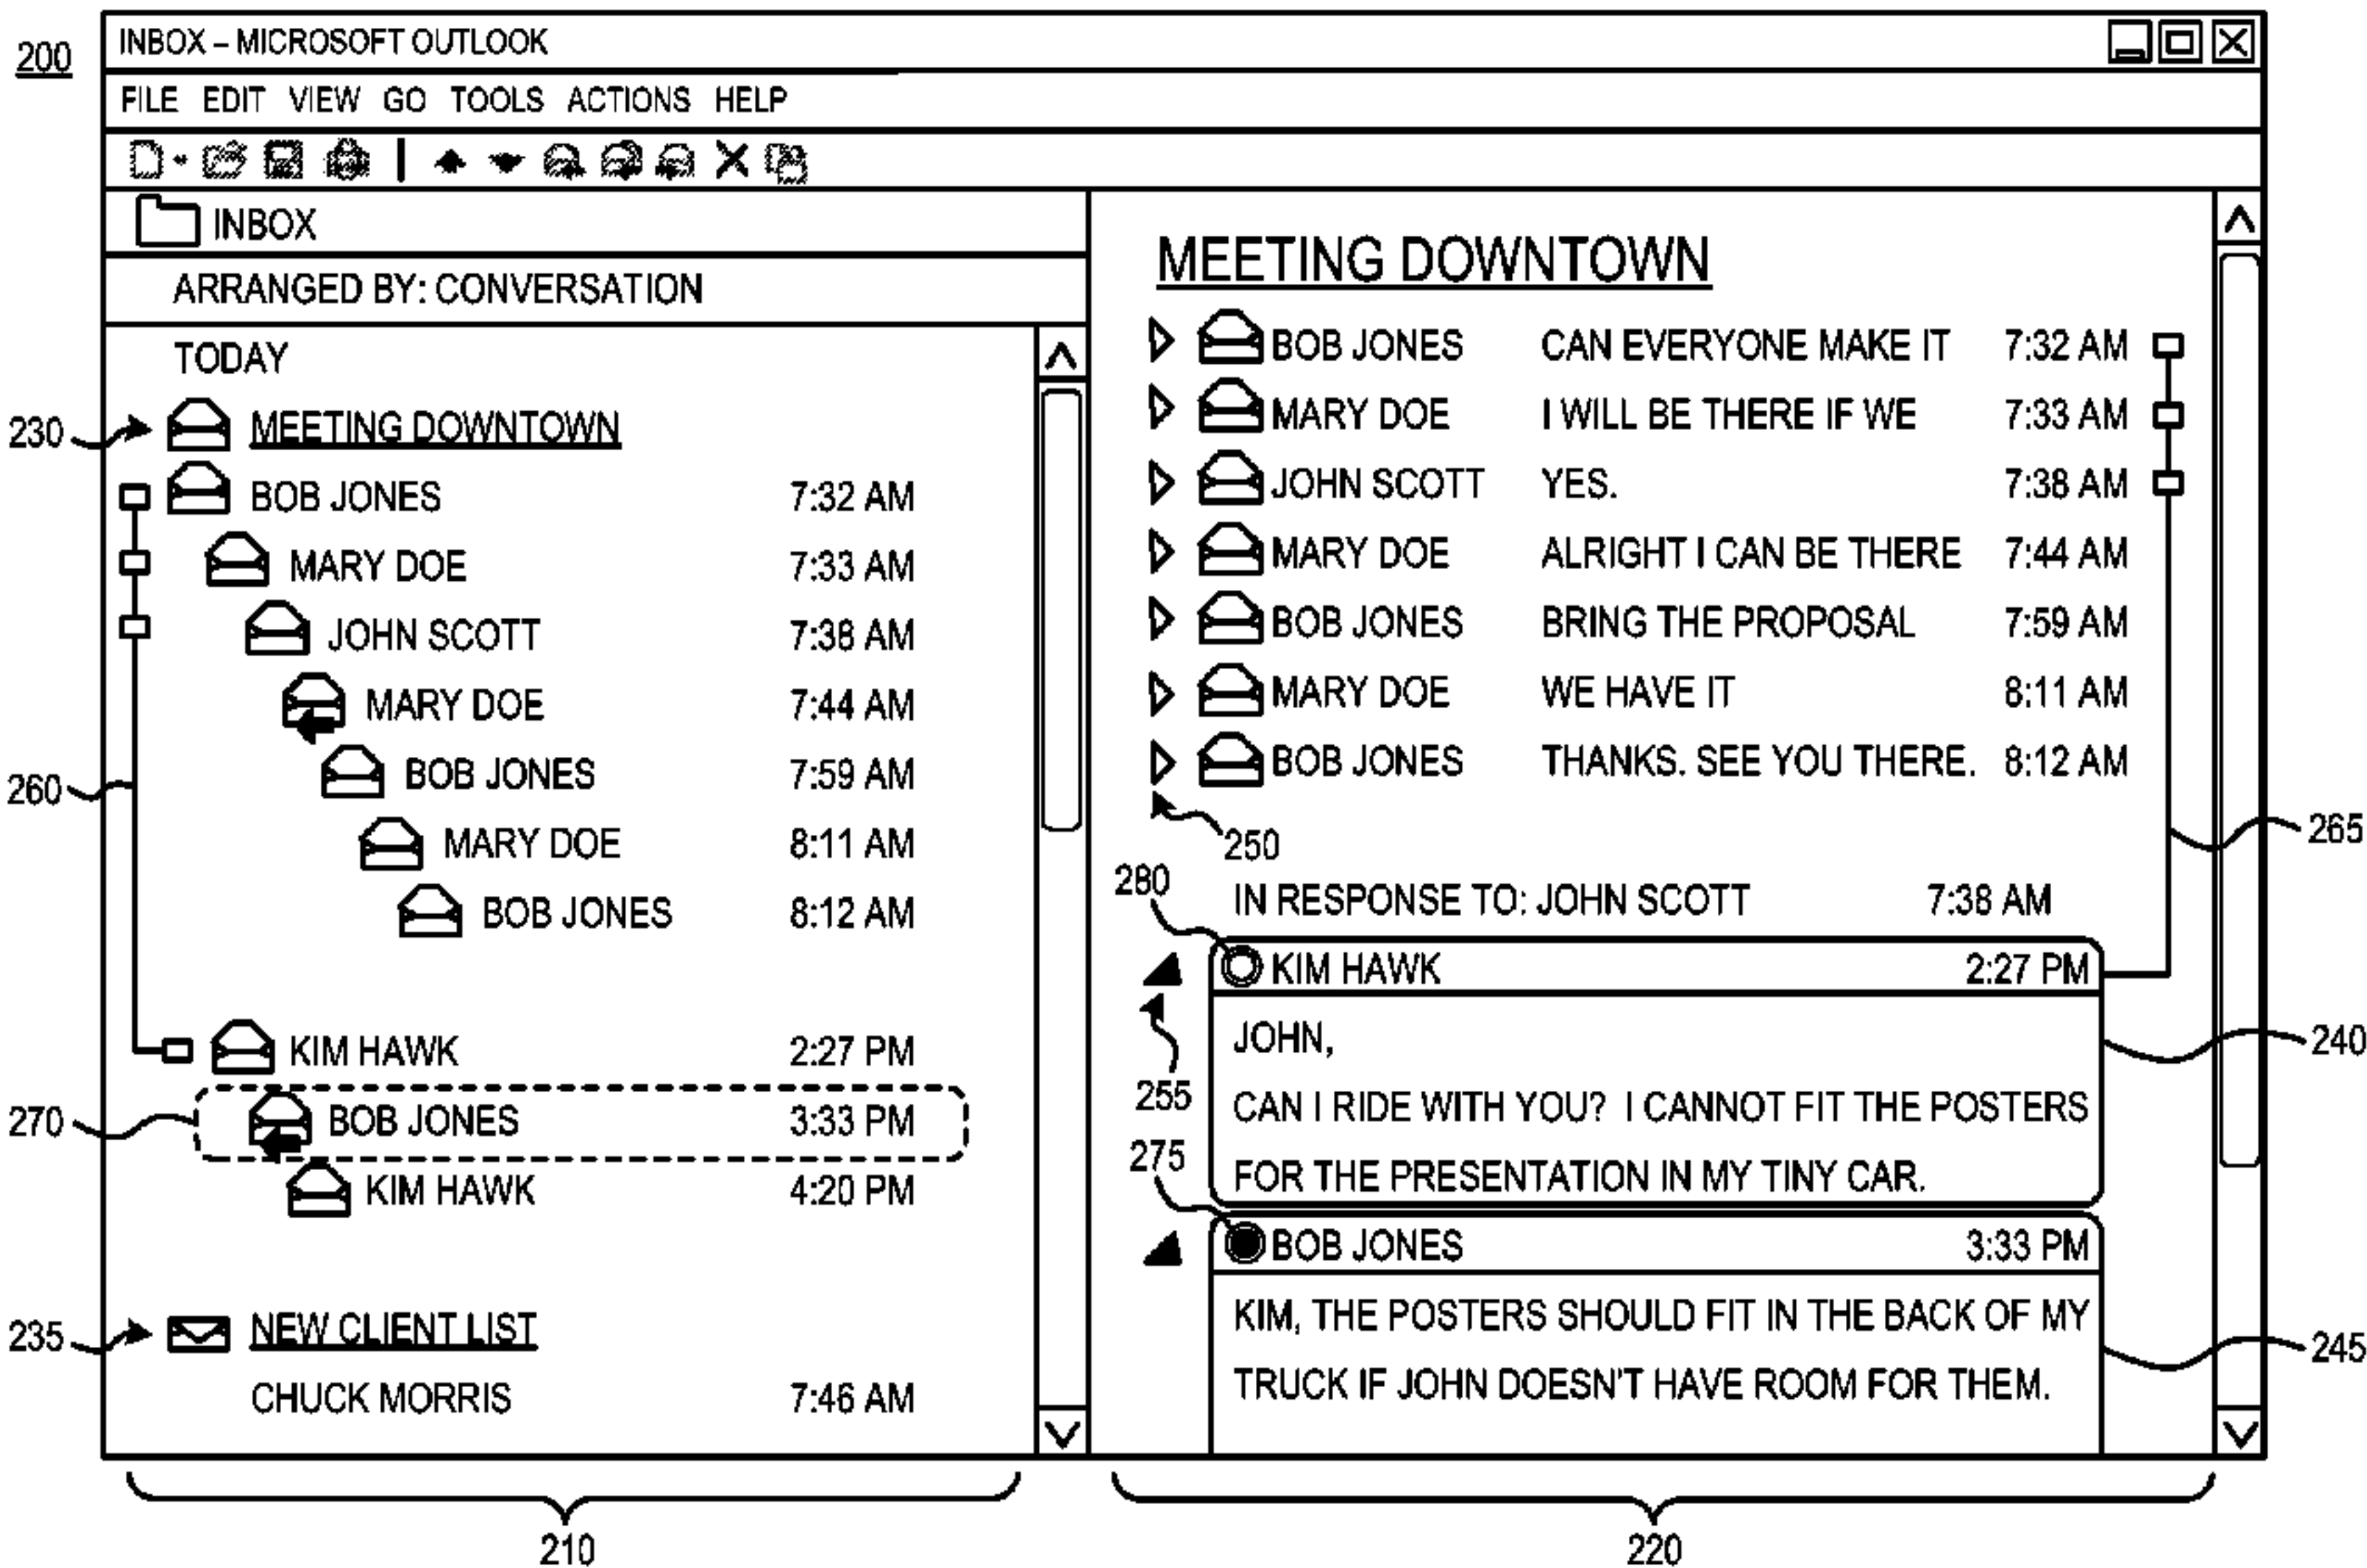 200
INBOX – MICROSOFT OUTLOOK
FILE EDIT VIEW GO TOOLS ACTIONS HELP
INBOX
ARRANGED BY: CONVERSATION
TODAY
230 MEETING DOWNTOWN
BOB JONES 7:32 AM
MARY DOE 7:33 AM
JOHN SCOTT 7:38 AM
MARY DOE 7:44 AM
260 BOB JONES 7:59 AM
MARY DOE 8:11 AM
BOB JONES 8:12 AM
KIM HAWK 2:27 PM
270 BOB JONES 3:33 PM
KIM HAWK 4:20 PM
235 NEW CLIENT LIST
CHUCK MORRIS 7:46 AM
210
MEETING DOWNTOWN
BOB JONES CAN EVERYONE MAKE IT 7:32 AM
MARY DOE I WILL BE THERE IF WE 7:33 AM
JOHN SCOTT YES. 7:38 AM
MARY DOE ALRIGHT I CAN BE THERE 7:44 AM
BOB JONES BRING THE PROPOSAL 7:59 AM
MARY DOE WE HAVE IT 8:11 AM
BOB JONES THANKS. SEE YOU THERE. 8:12 AM
250 265
280
IN RESPONSE TO: JOHN SCOTT 7:38 AM
KIM HAWK 2:27 PM
JOHN, 240
255 CAN I RIDE WITH YOU? I CANNOT FIT THE POSTERS
275 FOR THE PRESENTATION IN MY TINY CAR.
BOB JONES 3:33 PM
KIM, THE POSTERS SHOULD FIT IN THE BACK OF MY
245
TRUCK IF JOHN DOESN'T HAVE ROOM FOR THEM.
220